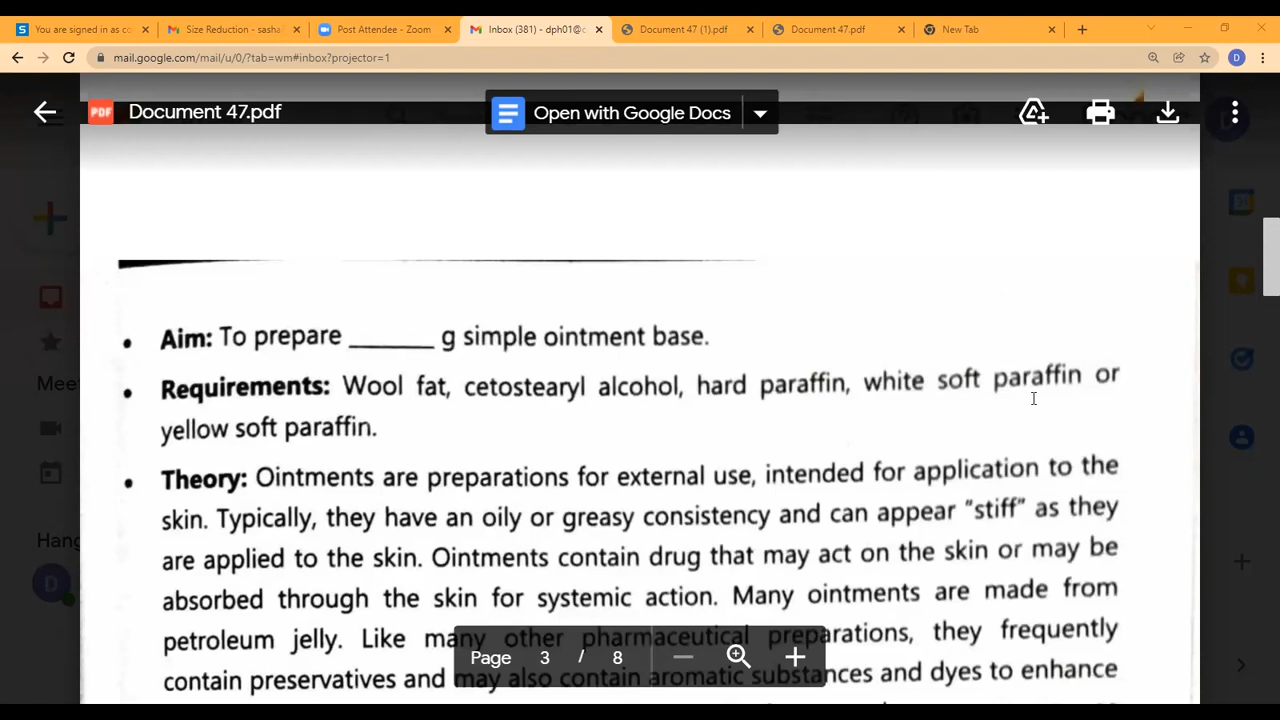 You are signed in as co
Size Reduction - sasha
Post Attendee - Zoom
Inbox (381) - dph01@c
Document 47 (1).pdf
Document 47.pdf
New Tab
mail.google.com/mail/u/0/?tab=wm#inbox?projector=1
D
PDF
Document 47.pdf
Open with Google Docs
• Aim: To prepare ______ g simple ointment base.
• Requirements: Wool fat, cetostearyl alcohol, hard paraffin, white soft paraffin or
yellow soft paraffin.
• Theory: Ointments are preparations for external use, intended for application to the
skin. Typically, they have an oily or greasy consistency and can appear "stiff" as they
are applied to the skin. Ointments contain drug that may act on the skin or may be
absorbed through the skin for systemic action. Many ointments are made from
petroleum jelly. Like many other pharmaceutical preparations, they frequently
contain preservatives and may also contain aromatic substances and dyes to enhance
Page 3 / 8
Meet
Hang
D
31